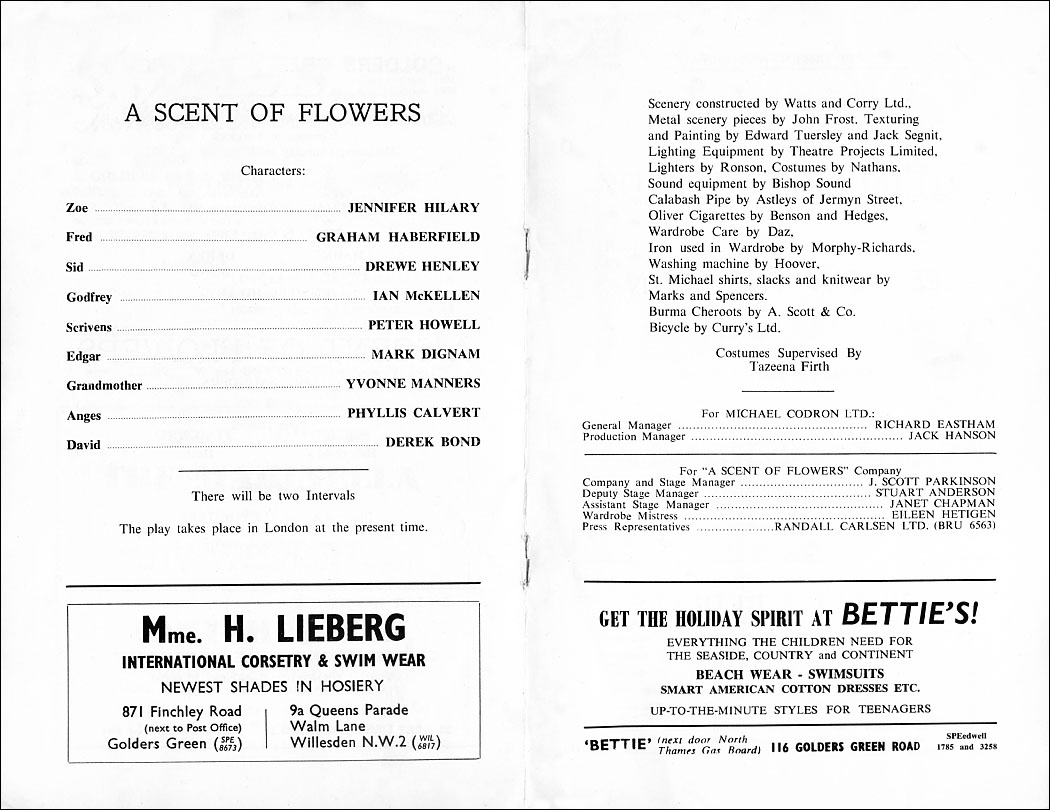 A SCENT OF FLOWERS
Characters:
Zoe ........ JENNIFER HILARY
Fred ........ GRAHAM HABERFIELD
Sid ........ DREWE HENLEY
Godfrey ........ IAN McKELLEN
Scrivens ........ PETER HOWELL
Edgar ........ MARK DIGNAM
Grandmother ........ YVONNE MANNERS
Anges ........ PHYLLIS CALVERT
David ........ DEREK BOND
There will be two Intervals
The play takes place in London at the present time.
Mme. H. LIEBERG
INTERNATIONAL CORSETRY & SWIM WEAR
NEWEST SHADES IN HOSIERY
871 Finchley Road
(next to Post Office)
Golders Green (SPE 8673)
9a Queens Parade
Walm Lane
Willesden N.W.2 (WIL 6817)
Scenery constructed by Watts and Corry Ltd.,
Metal scenery pieces by John Frost. Texturing
and Painting by Edward Tuersley and Jack Segnit,
Lighting Equipment by Theatre Projects Limited,
Lighters by Ronson, Costumes by Nathans,
Sound equipment by Bishop Sound
Calabash Pipe by Astleys of Jermyn Street,
Oliver Cigarettes by Benson and Hedges,
Wardrobe Care by Daz,
Iron used in Wardrobe by Morphy-Richards,
Washing machine by Hoover,
St. Michael shirts, slacks and knitwear by
Marks and Spencers.
Burma Cheroots by A. Scott & Co.
Bicycle by Curry's Ltd.
Costumes Supervised By
Tazeena Firth
For MICHAEL CODRON LTD.:
General Manager ........ RICHARD EASTHAM
Production Manager ........ JACK HANSON
For "A SCENT OF FLOWERS" Company
Company and Stage Manager ........ J. SCOTT PARKINSON
Deputy Stage Manager ........ STUART ANDERSON
Assistant Stage Manager ........ JANET CHAPMAN
Wardrobe Mistress ........ EILEEN HETIGEN
Press Representatives ........ RANDALL CARLSEN LTD. (BRU 6563)
GET THE HOLIDAY SPIRIT AT BETTIE'S!
EVERYTHING THE CHILDREN NEED FOR
THE SEASIDE, COUNTRY and CONTINENT
BEACH WEAR - SWIMSUITS
SMART AMERICAN COTTON DRESSES ETC.
UP-TO-THE-MINUTE STYLES FOR TEENAGERS
'BETTIE' (next door North Thames Gas Board) 116 GOLDERS GREEN ROAD SPEedwell 1785 and 3258